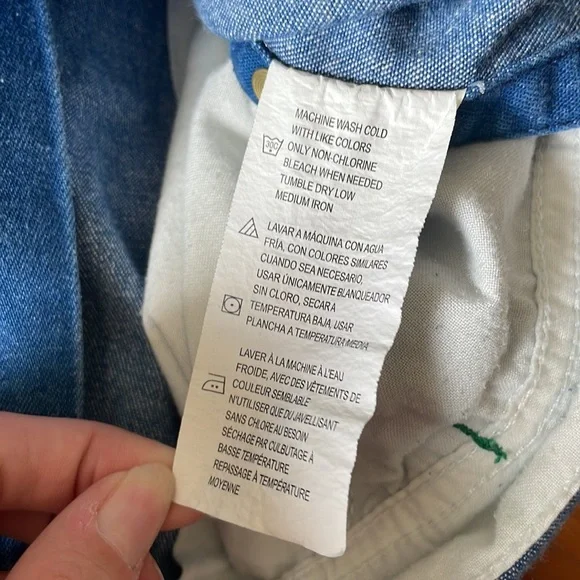 MACHINE WASH COLD
WITH LIKE COLORS
30C ONLY NON-CHLORINE
BLEACH WHEN NEEDED
TUMBLE DRY LOW
MEDIUM IRON
LAVAR A MÁQUINA CON AGUA
FRÍA, CON COLORES SIMILARES
CUANDO SEA NECESARIO,
USAR ÚNICAMENTE BLANQUEADOR
SIN CLORO, SECAR A
TEMPERATURA BAJA, USAR
PLANCHA A TEMPERATURA MEDIA
LAVER À LA MACHINE À L'EAU
FROIDE, AVEC DES VÊTEMENTS DE
COULEUR SEMBLABLE
N'UTILISER QUE DU JAVELLISANT
SANS CHLORE AU BESOIN
SÉCHAGE PAR CULBUTAGE À
BASSE TEMPÉRATURE
REPASSAGE À TEMPÉRATURE
MOYENNE